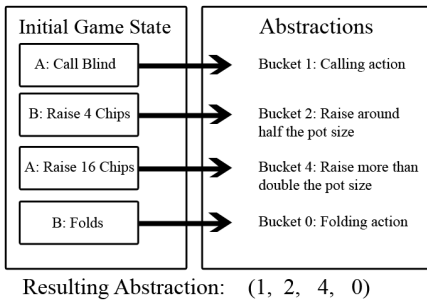 Initial Game State
Abstractions
A: Call Blind
Bucket 1: Calling action
B: Raise 4 Chips
Bucket 2: Raise around
half the pot size
A: Raise 16 Chips
Bucket 4: Raise more than
double the pot size
B: Folds
Bucket 0: Folding action
Resulting Abstraction: (1, 2, 4, 0)